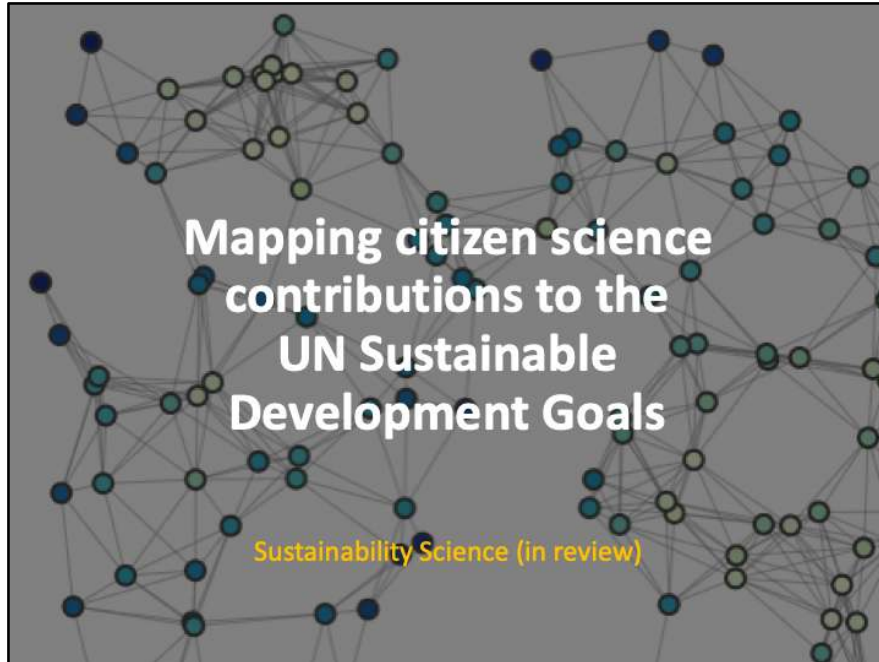 Mapping citizen science
contributions to the
UN Sustainable
Development Goals
Sustainability Science (in review)